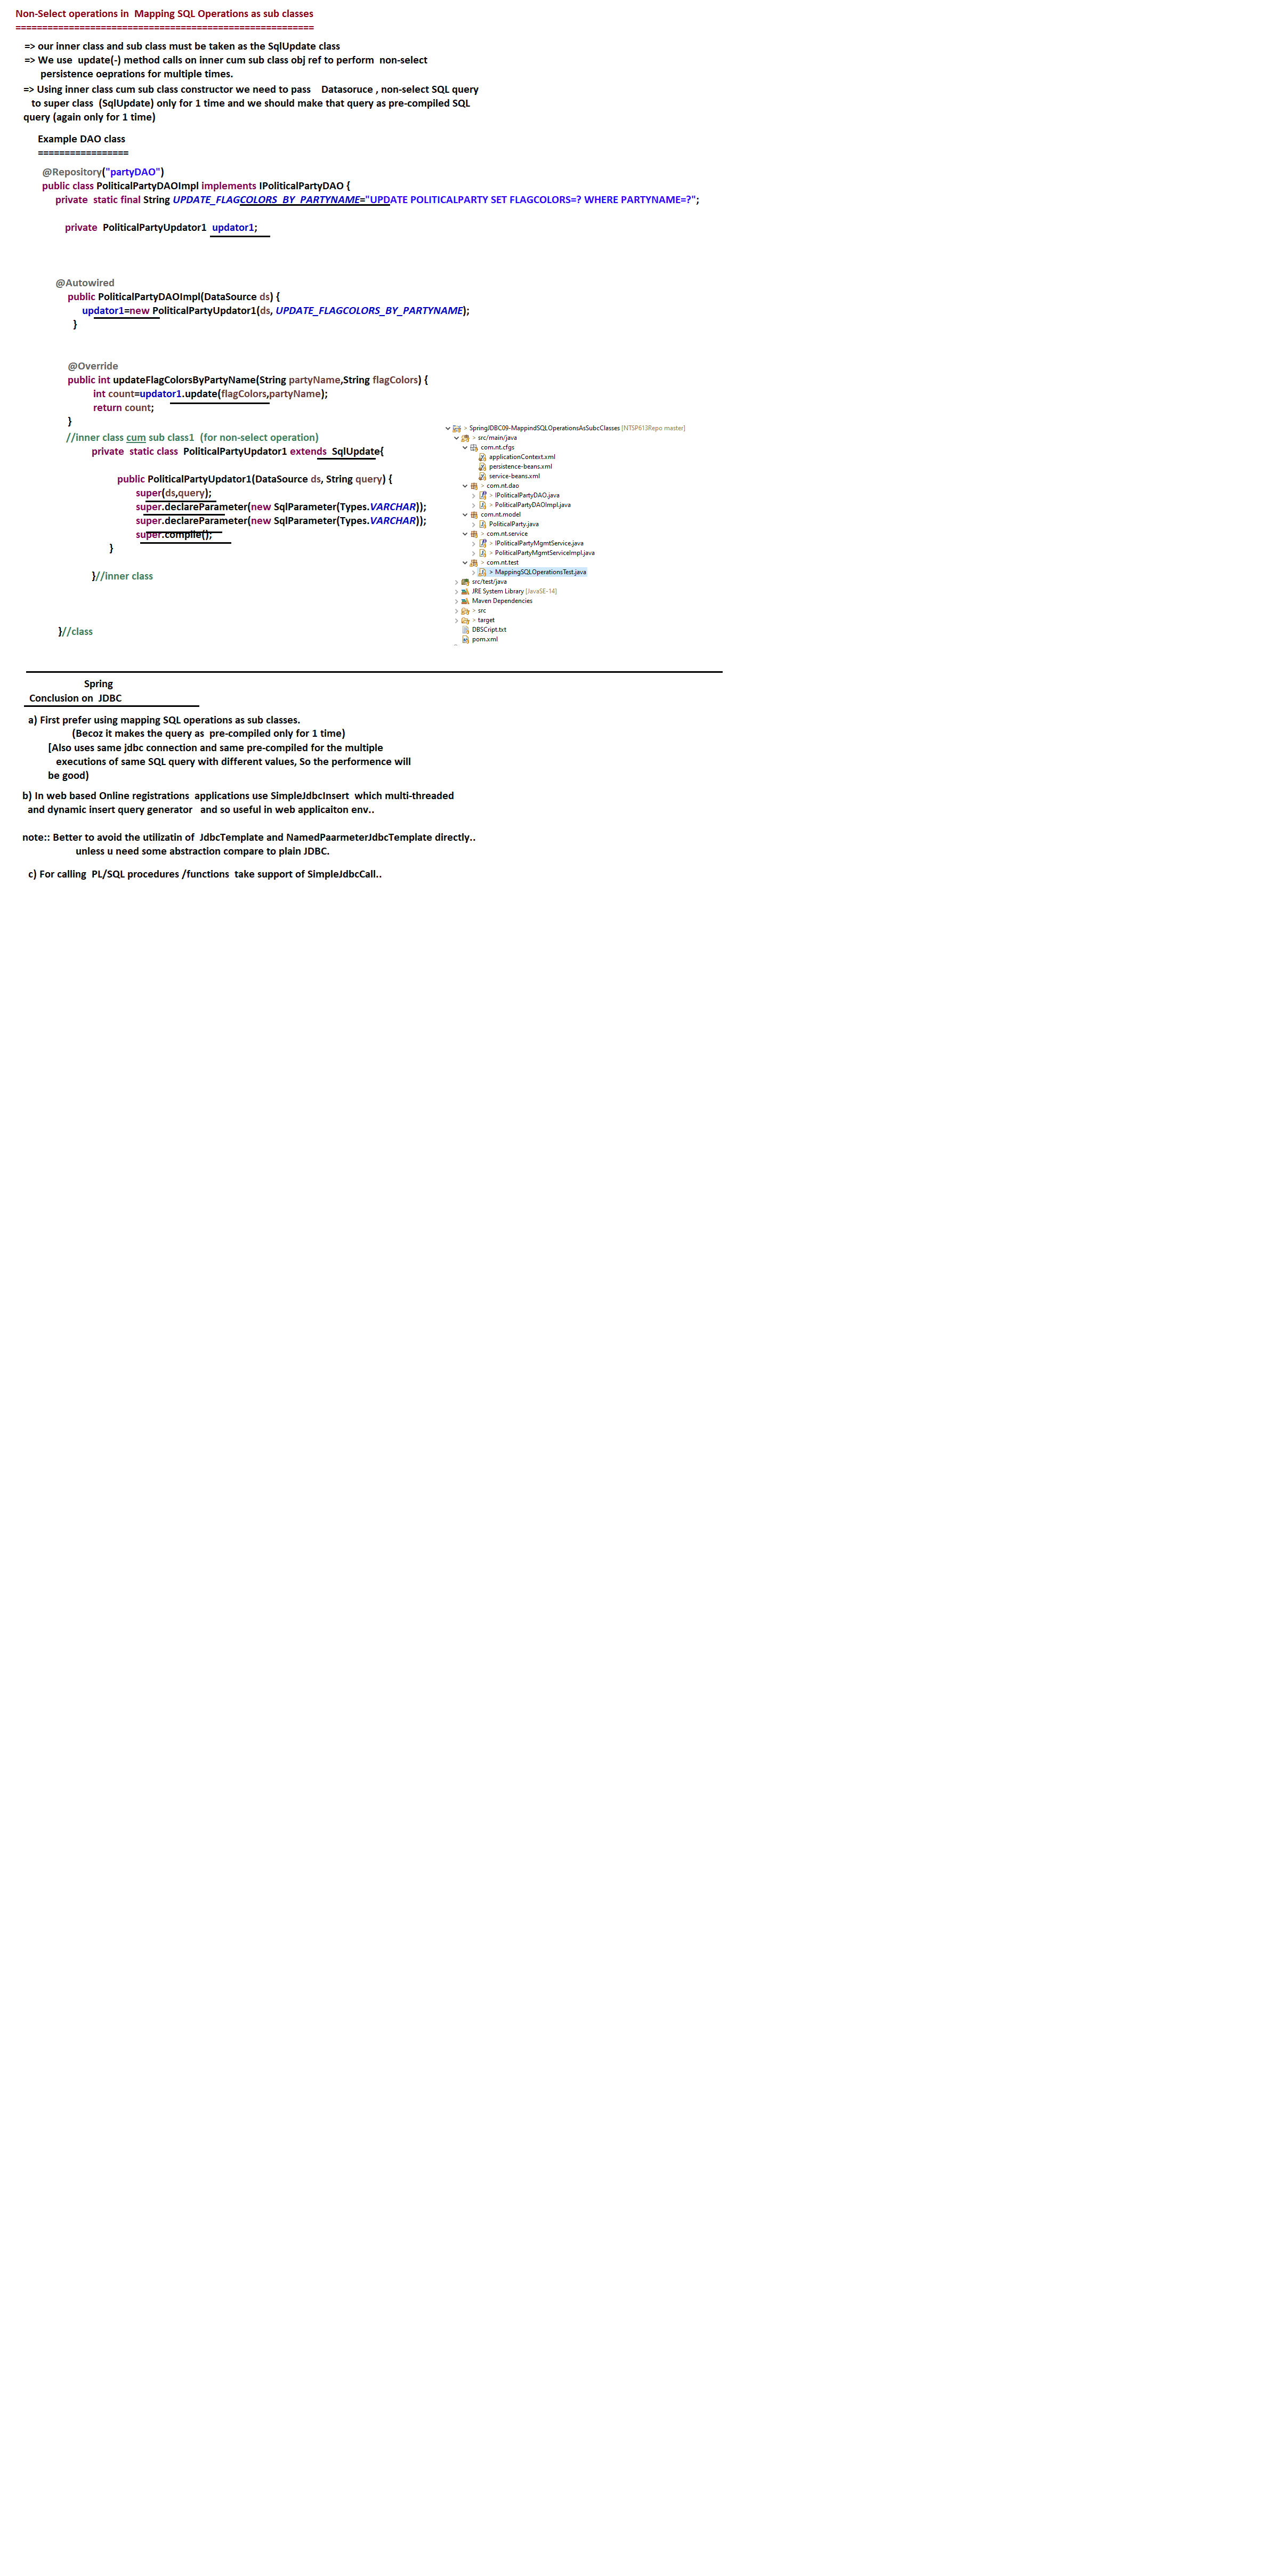 Non-Select operations in  Mapping SQL Operations as sub classes
========================================================
=> our inner class and sub class must be taken as the SqlUpdate class
=> We use  update(-) method calls on inner cum sub class obj ref to perform  non-select
persistence oeprations for multiple times.
=> Using inner class cum sub class constructor we need to pass    Datasoruce , non-select SQL query
to super class  (SqlUpdate) only for 1 time and we should make that query as pre-compiled SQL
query (again only for 1 time)
Example DAO class
=================
@Repository("partyDAO")
public class PoliticalPartyDAOImpl implements IPoliticalPartyDAO {
private  static final String UPDATE_FLAGCOLORS_BY_PARTYNAME="UPDATE POLITICALPARTY SET FLAGCOLORS=? WHERE PARTYNAME=?";
private  PoliticalPartyUpdator1  updator1;
@Autowired
public PoliticalPartyDAOImpl(DataSource ds) {
updator1=new PoliticalPartyUpdator1(ds, UPDATE_FLAGCOLORS_BY_PARTYNAME);
}
@Override
public int updateFlagColorsByPartyName(String partyName,String flagColors) {
int count=updator1.update(flagColors,partyName);
return count;
}
//inner class cum sub class1  (for non-select operation)
private  static class  PoliticalPartyUpdator1 extends  SqlUpdate{
public PoliticalPartyUpdator1(DataSource ds, String query) {
super(ds,query);
super.declareParameter(new SqlParameter(Types.VARCHAR));
super.declareParameter(new SqlParameter(Types.VARCHAR));
super.compile();
}
}//inner class
}//class
> SpringJDBC09-MappindSQLOperationsAsSubcClasses [NTSP613Repo master]
> src/main/java
com.nt.cfgs
applicationContext.xml
persistence-beans.xml
service-beans.xml
> com.nt.dao
> IPoliticalPartyDAO.java
> PoliticalPartyDAOImpl.java
com.nt.model
PoliticalParty.java
> com.nt.service
> IPoliticalPartyMgmtService.java
> PoliticalPartyMgmtServiceImpl.java
> com.nt.test
> MappingSQLOperationsTest.java
src/test/java
JRE System Library [JavaSE-14]
Maven Dependencies
> src
> target
DBSCript.txt
pom.xml
Spring
Conclusion on  JDBC
a) First prefer using mapping SQL operations as sub classes.
(Becoz it makes the query as  pre-compiled only for 1 time)
[Also uses same jdbc connection and same pre-compiled for the multiple
executions of same SQL query with different values, So the performence will
be good)
b) In web based Online registrations  applications use SimpleJdbcInsert  which multi-threaded
and dynamic insert query generator   and so useful in web applicaiton env..
note:: Better to avoid the utilizatin of  JdbcTemplate and NamedPaarmeterJdbcTemplate directly..
unless u need some abstraction compare to plain JDBC.
c) For calling  PL/SQL procedures /functions  take support of SimpleJdbcCall..